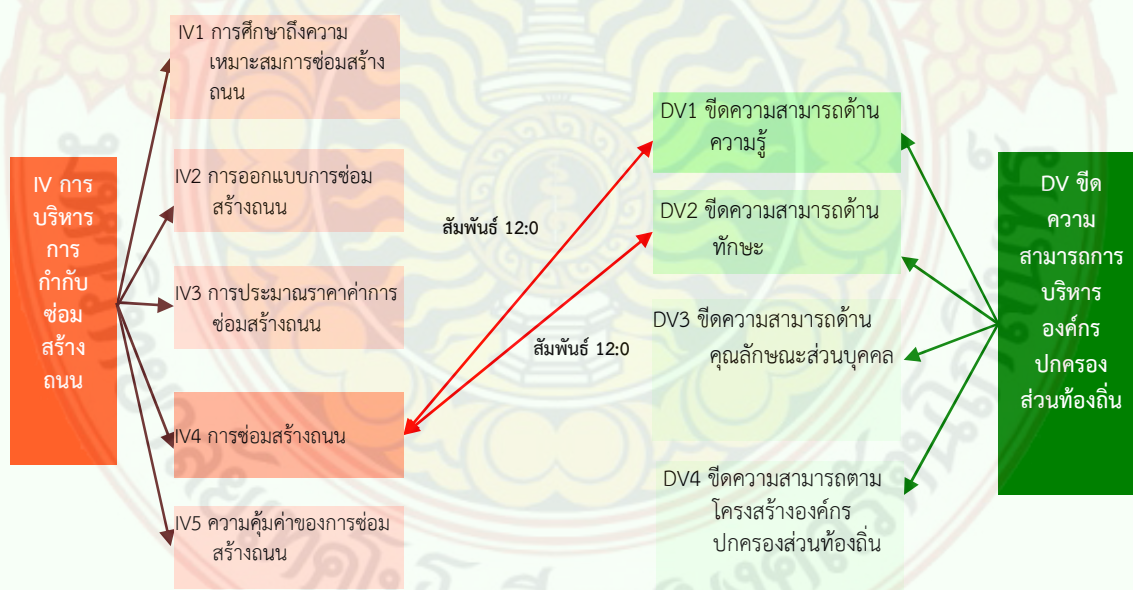 IV การ
บริหาร
การ
กำกับ
ซ่อม
สร้าง
ถนน
IV1 การศึกษาถึงความ
เหมาะสมการซ่อมสร้าง
ถนน
IV2 การออกแบบการซ่อม
สร้างถนน
IV3 การประมาณราคาค่าการ
ซ่อมสร้างถนน
IV4 การซ่อมสร้างถนน
IV5 ความคุ้มค่าของการซ่อม
สร้างถนน
สัมพันธ์ 12:0
สัมพันธ์ 12:0
DV1 ขีดความสามารถด้าน
ความรู้
DV2 ขีดความสามารถด้าน
ทักษะ
DV3 ขีดความสามารถด้าน
คุณลักษณะส่วนบุคคล
DV4 ขีดความสามารถตาม
โครงสร้างองค์กร
ปกครองส่วนท้องถิ่น
DV ขีด
ความ
สามารถการ
บริหาร
องค์กร
ปกครอง
ส่วนท้องถิ่น